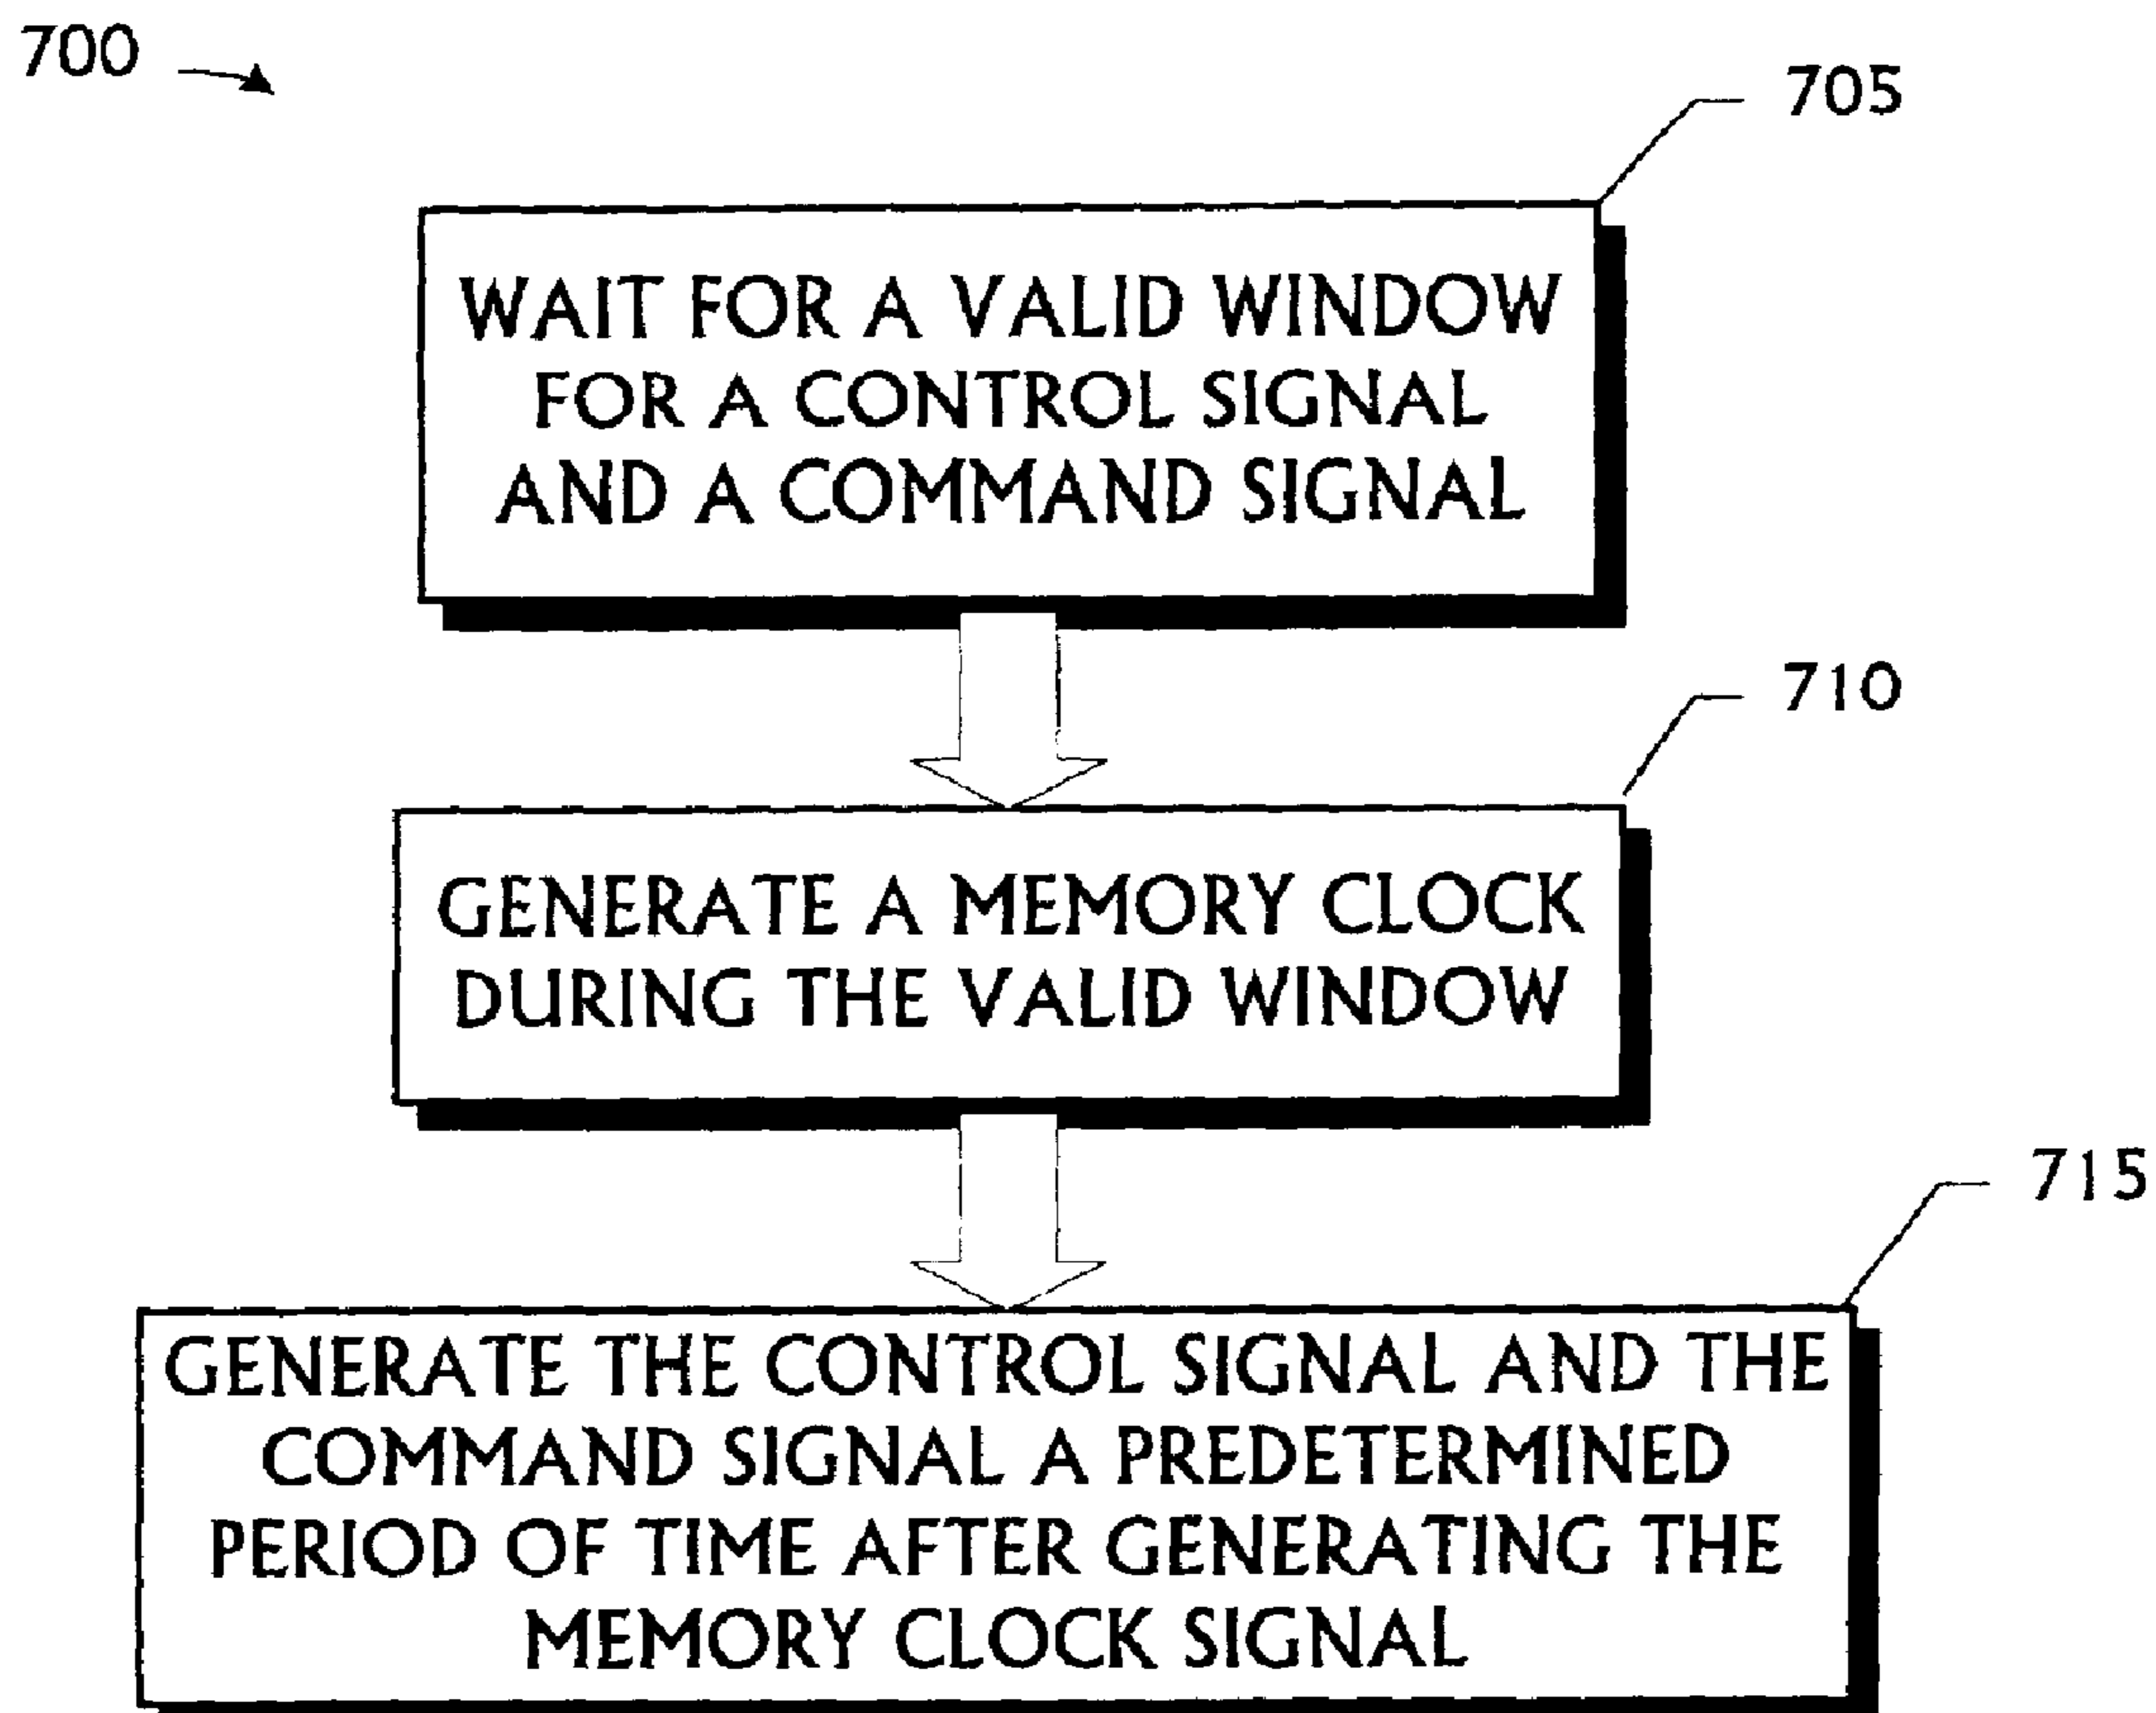 700
705
WAIT FOR A VALID WINDOW
FOR A CONTROL SIGNAL
AND A COMMAND SIGNAL
710
GENERATE A MEMORY CLOCK
DURING THE VALID WINDOW
715
GENERATE THE CONTROL SIGNAL AND THE
COMMAND SIGNAL A PREDETERMINED
PERIOD OF TIME AFTER GENERATING THE
MEMORY CLOCK SIGNAL